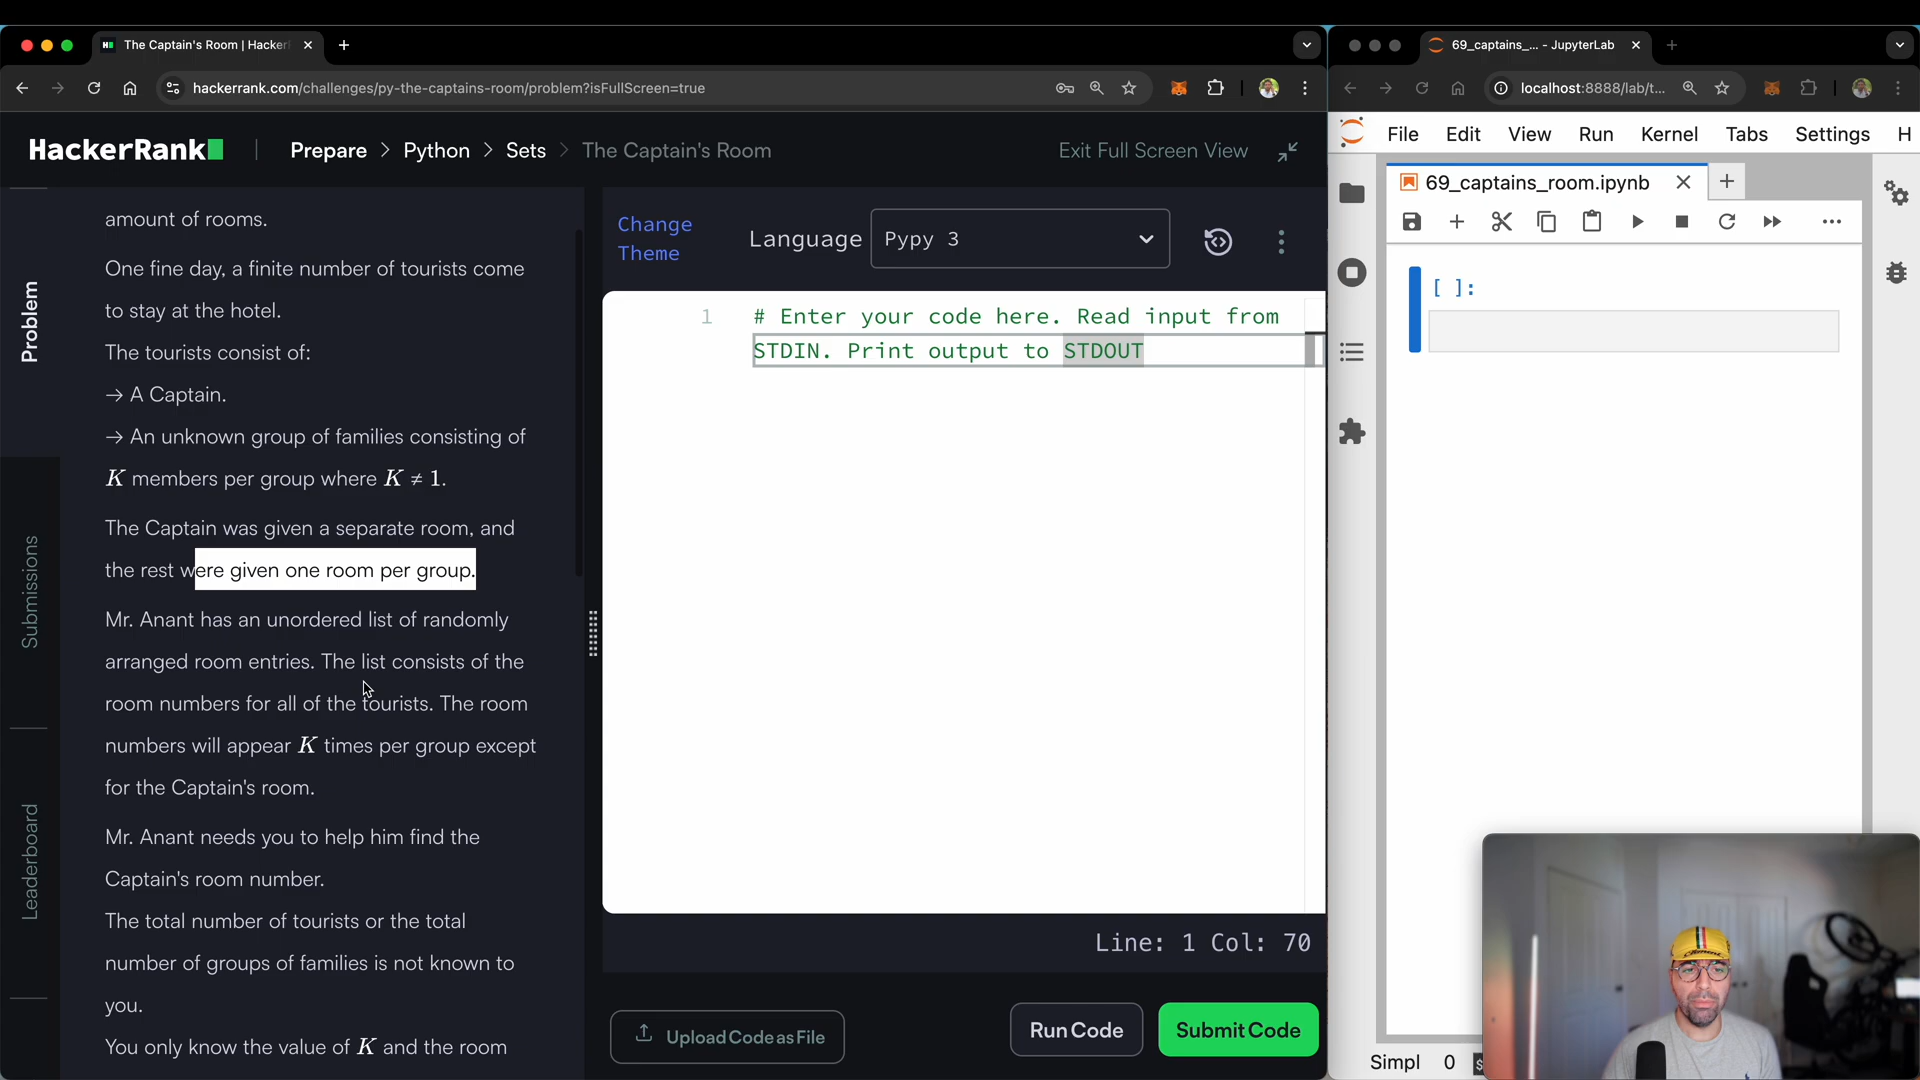 The Captain's Room | Hacker
hackerrank.com/challenges/py-the-captains-room/problem?isFullScreen=true
HackerRank
Prepare > Python > Sets > The Captain's Room
Exit Full Screen View
Problem
Submissions
Leaderboard
amount of rooms.
One fine day, a finite number of tourists come
to stay at the hotel.
The tourists consist of:
→ A Captain.
→ An unknown group of families consisting of
K members per group where K ≠ 1.
The Captain was given a separate room, and
the rest were given one room per group.
Mr. Anant has an unordered list of randomly
arranged room entries. The list consists of the
room numbers for all of the tourists. The room
numbers will appear K times per group except
for the Captain's room.
Mr. Anant needs you to help him find the
Captain's room number.
The total number of tourists or the total
number of groups of families is not known to
you.
You only know the value of K and the room
Change
Theme
Language
Pypy 3
1
# Enter your code here. Read input from
STDIN. Print output to STDOUT
Line: 1 Col: 70
Upload Code as File
Run Code
Submit Code
69_captains_... - JupyterLab
localhost:8888/lab/t...
File Edit View Run Kernel Tabs Settings H
69_captains_room.ipynb
[ ]:
Simpl 0